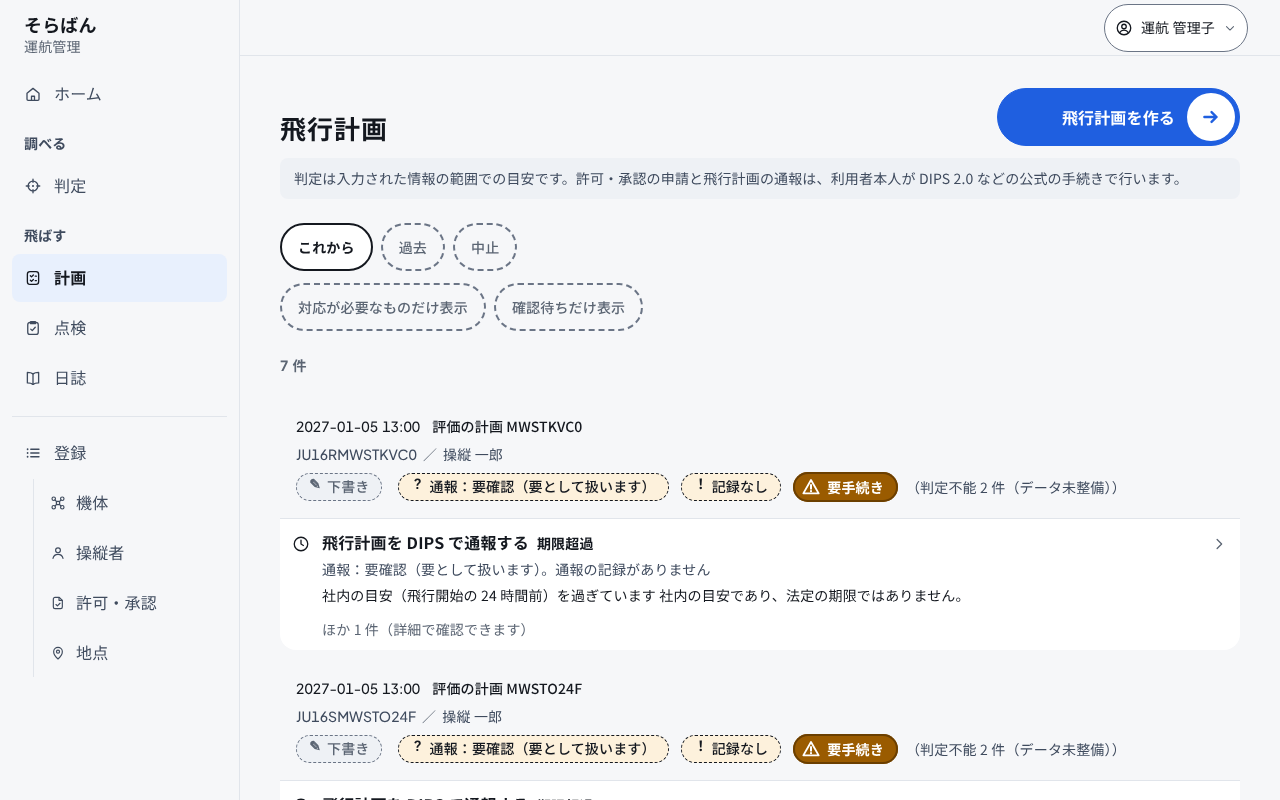 そらばん
運航管理
運航 管理子
ホーム
調べる
判定
飛ばす
計画
点検
日誌
登録
機体
操縦者
許可・承認
地点
飛行計画
飛行計画を作る
判定は入力された情報の範囲での目安です。許可・承認の申請と飛行計画の通報は、利用者本人が DIPS 2.0 などの公式の手続きで行います。
これから 過去 中止
対応が必要なものだけ表示 確認待ちだけ表示
7 件
2027-01-05 13:00 評価の計画 MWSTKVC0
JU16RMWSTKVC0 ／ 操縦 一郎
✎ 下書き ? 通報：要確認（要として扱います） ! 記録なし 要手続き （判定不能 2 件（データ未整備））
飛行計画を DIPS で通報する 期限超過
通報：要確認（要として扱います）。通報の記録がありません
社内の目安（飛行開始の 24 時間前）を過ぎています 社内の目安であり、法定の期限ではありません。
ほか 1 件（詳細で確認できます）
2027-01-05 13:00 評価の計画 MWSTO24F
JU16SMWSTO24F ／ 操縦 一郎
✎ 下書き ? 通報：要確認（要として扱います） ! 記録なし 要手続き （判定不能 2 件（データ未整備））